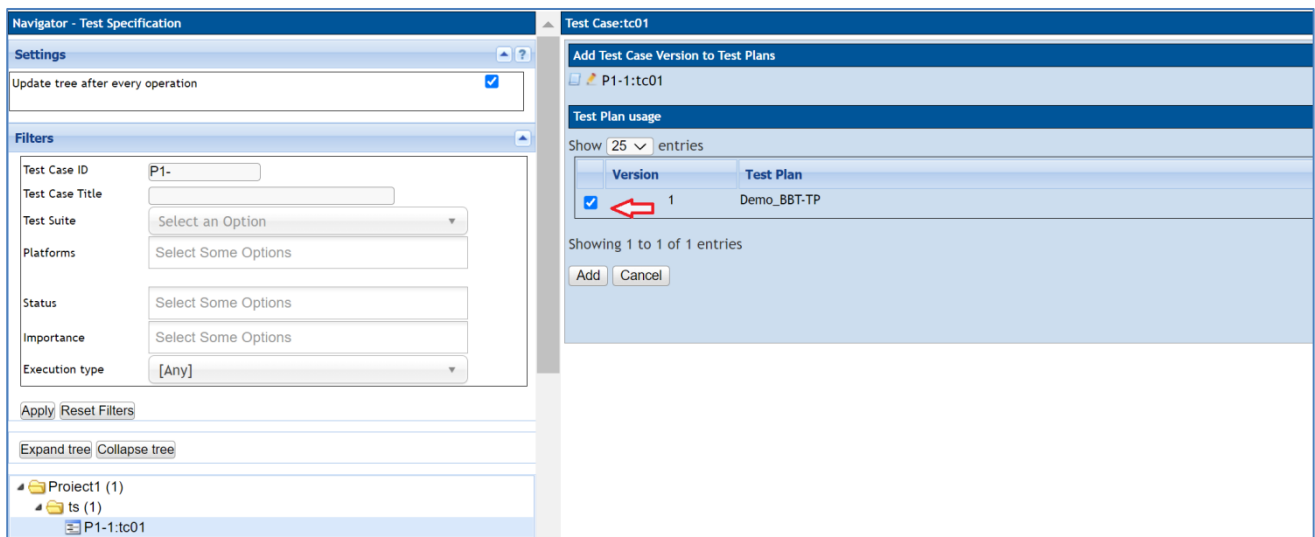 Navigator - Test Specification
Settings
?
Update tree after every operation
Filters
Test Case ID P1-
Test Case Title
Test Suite Select an Option
Platforms Select Some Options
Status Select Some Options
Importance Select Some Options
Execution type [Any]
Apply Reset Filters
Expand tree Collapse tree
Proiect1 (1)
ts (1)
P1-1:tc01
Test Case:tc01
Add Test Case Version to Test Plans
P1-1:tc01
Test Plan usage
Show 25 entries
Version Test Plan
1 Demo_BBT-TP
Showing 1 to 1 of 1 entries
Add Cancel